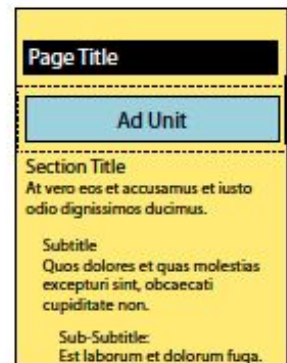 Page Title
Ad Unit
Section Title
At vero eos et accusamus et iusto
odio dignissimos ducimus.
Subtitle
Quos dolores et quas molestias
excepturi sint, obcaecati
cupiditate non.
Sub-Subtitle:
Est laborum et dolorum fuga.